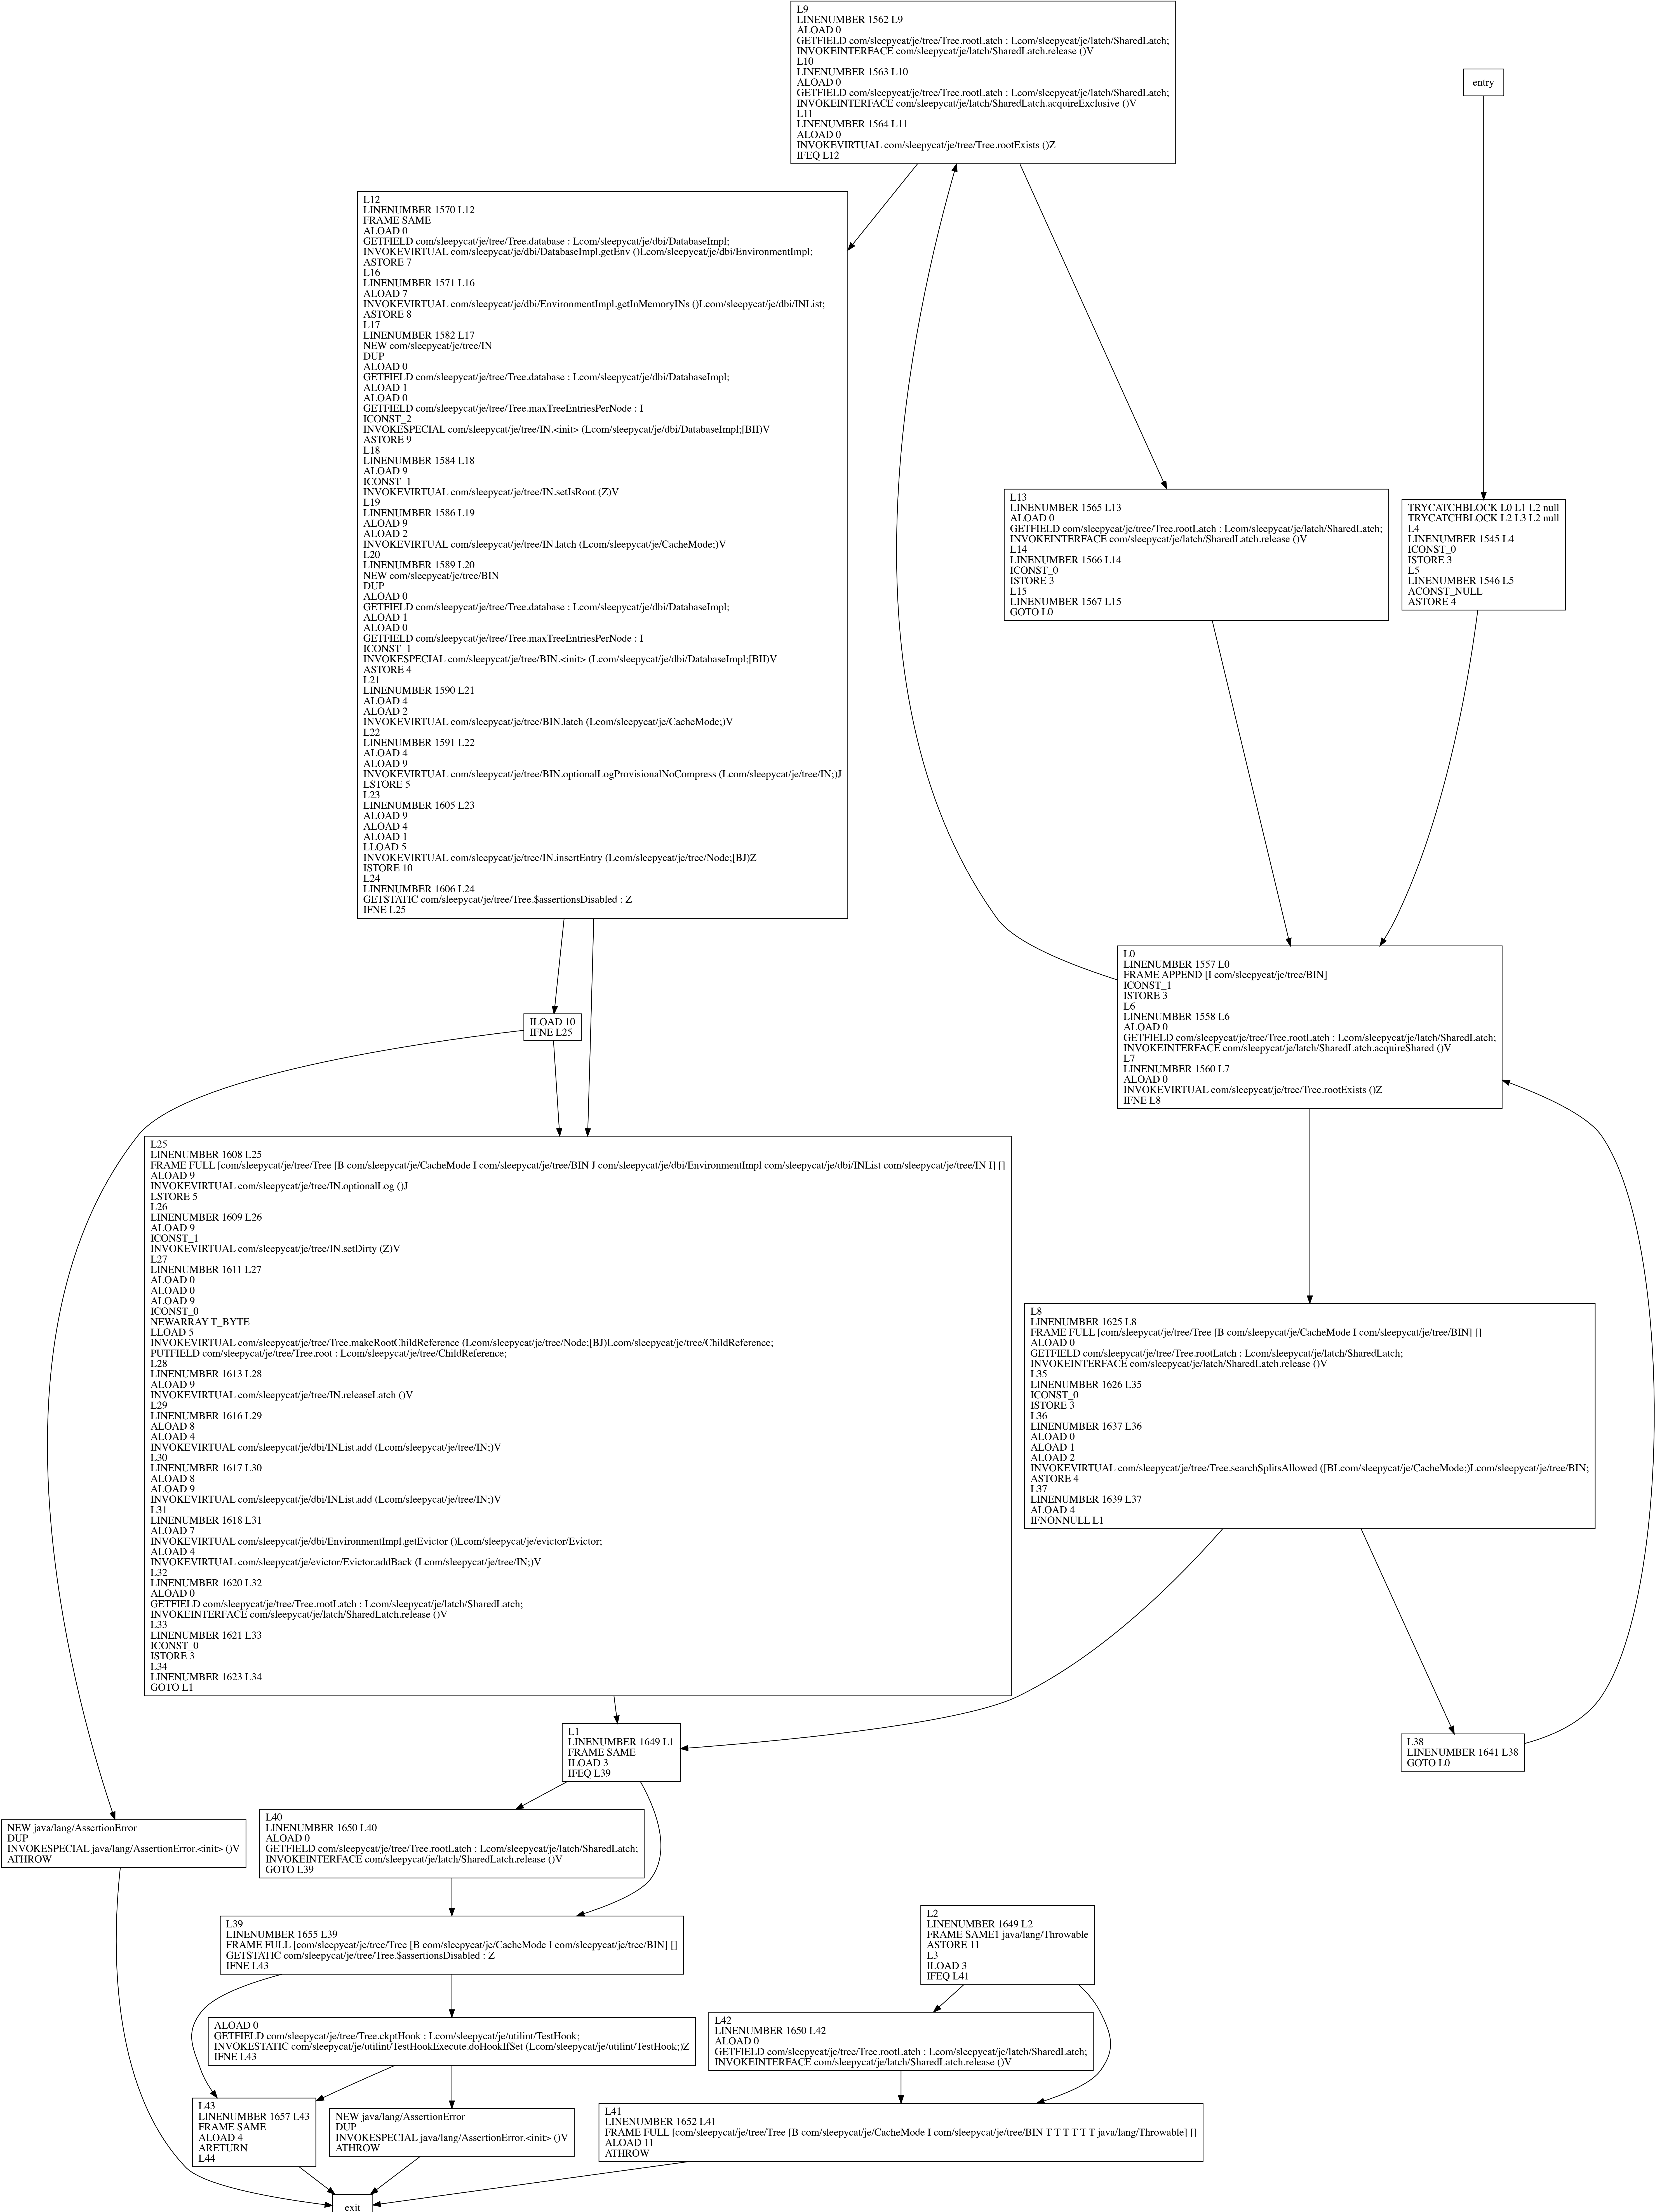 L9
LINENUMBER 1562 L9
ALOAD 0
GETFIELD com/sleepycat/je/tree/Tree.rootLatch : Lcom/sleepycat/je/latch/SharedLatch;
INVOKEINTERFACE com/sleepycat/je/latch/SharedLatch.release ()V
L10
LINENUMBER 1563 L10
ALOAD 0
GETFIELD com/sleepycat/je/tree/Tree.rootLatch : Lcom/sleepycat/je/latch/SharedLatch;
INVOKEINTERFACE com/sleepycat/je/latch/SharedLatch.acquireExclusive ()V
L11
LINENUMBER 1564 L11
ALOAD 0
INVOKEVIRTUAL com/sleepycat/je/tree/Tree.rootExists ()Z
IFEQ L12
entry
L12
LINENUMBER 1570 L12
FRAME SAME
ALOAD 0
GETFIELD com/sleepycat/je/tree/Tree.database : Lcom/sleepycat/je/dbi/DatabaseImpl;
INVOKEVIRTUAL com/sleepycat/je/dbi/DatabaseImpl.getEnv ()Lcom/sleepycat/je/dbi/EnvironmentImpl;
ASTORE 7
L16
LINENUMBER 1571 L16
ALOAD 7
INVOKEVIRTUAL com/sleepycat/je/dbi/EnvironmentImpl.getInMemoryINs ()Lcom/sleepycat/je/dbi/INList;
ASTORE 8
L17
LINENUMBER 1582 L17
NEW com/sleepycat/je/tree/IN
DUP
ALOAD 0
GETFIELD com/sleepycat/je/tree/Tree.database : Lcom/sleepycat/je/dbi/DatabaseImpl;
ALOAD 1
ALOAD 0
GETFIELD com/sleepycat/je/tree/Tree.maxTreeEntriesPerNode : I
ICONST_2
INVOKESPECIAL com/sleepycat/je/tree/IN.<init> (Lcom/sleepycat/je/dbi/DatabaseImpl;[BII)V
ASTORE 9
L18
LINENUMBER 1584 L18
ALOAD 9
ICONST_1
INVOKEVIRTUAL com/sleepycat/je/tree/IN.setIsRoot (Z)V
L19
LINENUMBER 1586 L19
ALOAD 9
ALOAD 2
INVOKEVIRTUAL com/sleepycat/je/tree/IN.latch (Lcom/sleepycat/je/CacheMode;)V
L20
LINENUMBER 1589 L20
NEW com/sleepycat/je/tree/BIN
DUP
ALOAD 0
GETFIELD com/sleepycat/je/tree/Tree.database : Lcom/sleepycat/je/dbi/DatabaseImpl;
ALOAD 1
ALOAD 0
GETFIELD com/sleepycat/je/tree/Tree.maxTreeEntriesPerNode : I
ICONST_1
INVOKESPECIAL com/sleepycat/je/tree/BIN.<init> (Lcom/sleepycat/je/dbi/DatabaseImpl;[BII)V
ASTORE 4
L21
LINENUMBER 1590 L21
ALOAD 4
ALOAD 2
INVOKEVIRTUAL com/sleepycat/je/tree/BIN.latch (Lcom/sleepycat/je/CacheMode;)V
L22
LINENUMBER 1591 L22
ALOAD 4
ALOAD 9
INVOKEVIRTUAL com/sleepycat/je/tree/BIN.optionalLogProvisionalNoCompress (Lcom/sleepycat/je/tree/IN;)J
LSTORE 5
L23
LINENUMBER 1605 L23
ALOAD 9
ALOAD 4
ALOAD 1
LLOAD 5
INVOKEVIRTUAL com/sleepycat/je/tree/IN.insertEntry (Lcom/sleepycat/je/tree/Node;[BJ)Z
ISTORE 10
L24
LINENUMBER 1606 L24
GETSTATIC com/sleepycat/je/tree/Tree.$assertionsDisabled : Z
IFNE L25
L13
LINENUMBER 1565 L13
ALOAD 0
GETFIELD com/sleepycat/je/tree/Tree.rootLatch : Lcom/sleepycat/je/latch/SharedLatch;
INVOKEINTERFACE com/sleepycat/je/latch/SharedLatch.release ()V
L14
LINENUMBER 1566 L14
ICONST_0
ISTORE 3
L15
LINENUMBER 1567 L15
GOTO L0
TRYCATCHBLOCK L0 L1 L2 null
TRYCATCHBLOCK L2 L3 L2 null
L4
LINENUMBER 1545 L4
ICONST_0
ISTORE 3
L5
LINENUMBER 1546 L5
ACONST_NULL
ASTORE 4
L0
LINENUMBER 1557 L0
FRAME APPEND [I com/sleepycat/je/tree/BIN]
ICONST_1
ISTORE 3
L6
LINENUMBER 1558 L6
ALOAD 0
GETFIELD com/sleepycat/je/tree/Tree.rootLatch : Lcom/sleepycat/je/latch/SharedLatch;
INVOKEINTERFACE com/sleepycat/je/latch/SharedLatch.acquireShared ()V
L7
LINENUMBER 1560 L7
ALOAD 0
INVOKEVIRTUAL com/sleepycat/je/tree/Tree.rootExists ()Z
IFNE L8
ILOAD 10
IFNE L25
L25
LINENUMBER 1608 L25
FRAME FULL [com/sleepycat/je/tree/Tree [B com/sleepycat/je/CacheMode I com/sleepycat/je/tree/BIN J com/sleepycat/je/dbi/EnvironmentImpl com/sleepycat/je/dbi/INList com/sleepycat/je/tree/IN I] []
ALOAD 9
INVOKEVIRTUAL com/sleepycat/je/tree/IN.optionalLog ()J
LSTORE 5
L26
LINENUMBER 1609 L26
ALOAD 9
ICONST_1
INVOKEVIRTUAL com/sleepycat/je/tree/IN.setDirty (Z)V
L27
LINENUMBER 1611 L27
ALOAD 0
ALOAD 0
ALOAD 9
ICONST_0
NEWARRAY T_BYTE
LLOAD 5
INVOKEVIRTUAL com/sleepycat/je/tree/Tree.makeRootChildReference (Lcom/sleepycat/je/tree/Node;[BJ)Lcom/sleepycat/je/tree/ChildReference;
PUTFIELD com/sleepycat/je/tree/Tree.root : Lcom/sleepycat/je/tree/ChildReference;
L28
LINENUMBER 1613 L28
ALOAD 9
INVOKEVIRTUAL com/sleepycat/je/tree/IN.releaseLatch ()V
L29
LINENUMBER 1616 L29
ALOAD 8
ALOAD 4
INVOKEVIRTUAL com/sleepycat/je/dbi/INList.add (Lcom/sleepycat/je/tree/IN;)V
L30
LINENUMBER 1617 L30
ALOAD 8
ALOAD 9
INVOKEVIRTUAL com/sleepycat/je/dbi/INList.add (Lcom/sleepycat/je/tree/IN;)V
L31
LINENUMBER 1618 L31
ALOAD 7
INVOKEVIRTUAL com/sleepycat/je/dbi/EnvironmentImpl.getEvictor ()Lcom/sleepycat/je/evictor/Evictor;
ALOAD 4
INVOKEVIRTUAL com/sleepycat/je/evictor/Evictor.addBack (Lcom/sleepycat/je/tree/IN;)V
L32
LINENUMBER 1620 L32
ALOAD 0
GETFIELD com/sleepycat/je/tree/Tree.rootLatch : Lcom/sleepycat/je/latch/SharedLatch;
INVOKEINTERFACE com/sleepycat/je/latch/SharedLatch.release ()V
L33
LINENUMBER 1621 L33
ICONST_0
ISTORE 3
L34
LINENUMBER 1623 L34
GOTO L1
L8
LINENUMBER 1625 L8
FRAME FULL [com/sleepycat/je/tree/Tree [B com/sleepycat/je/CacheMode I com/sleepycat/je/tree/BIN] []
ALOAD 0
GETFIELD com/sleepycat/je/tree/Tree.rootLatch : Lcom/sleepycat/je/latch/SharedLatch;
INVOKEINTERFACE com/sleepycat/je/latch/SharedLatch.release ()V
L35
LINENUMBER 1626 L35
ICONST_0
ISTORE 3
L36
LINENUMBER 1637 L36
ALOAD 0
ALOAD 1
ALOAD 2
INVOKEVIRTUAL com/sleepycat/je/tree/Tree.searchSplitsAllowed ([BLcom/sleepycat/je/CacheMode;)Lcom/sleepycat/je/tree/BIN;
ASTORE 4
L37
LINENUMBER 1639 L37
ALOAD 4
IFNONNULL L1
L1
LINENUMBER 1649 L1
FRAME SAME
ILOAD 3
IFEQ L39
L38
LINENUMBER 1641 L38
GOTO L0
NEW java/lang/AssertionError
DUP
INVOKESPECIAL java/lang/AssertionError.<init> ()V
ATHROW
L40
LINENUMBER 1650 L40
ALOAD 0
GETFIELD com/sleepycat/je/tree/Tree.rootLatch : Lcom/sleepycat/je/latch/SharedLatch;
INVOKEINTERFACE com/sleepycat/je/latch/SharedLatch.release ()V
GOTO L39
L39
LINENUMBER 1655 L39
FRAME FULL [com/sleepycat/je/tree/Tree [B com/sleepycat/je/CacheMode I com/sleepycat/je/tree/BIN] []
GETSTATIC com/sleepycat/je/tree/Tree.$assertionsDisabled : Z
IFNE L43
L2
LINENUMBER 1649 L2
FRAME SAME1 java/lang/Throwable
ASTORE 11
L3
ILOAD 3
IFEQ L41
ALOAD 0
GETFIELD com/sleepycat/je/tree/Tree.ckptHook : Lcom/sleepycat/je/utilint/TestHook;
INVOKESTATIC com/sleepycat/je/utilint/TestHookExecute.doHookIfSet (Lcom/sleepycat/je/utilint/TestHook;)Z
IFNE L43
L42
LINENUMBER 1650 L42
ALOAD 0
GETFIELD com/sleepycat/je/tree/Tree.rootLatch : Lcom/sleepycat/je/latch/SharedLatch;
INVOKEINTERFACE com/sleepycat/je/latch/SharedLatch.release ()V
L43
LINENUMBER 1657 L43
FRAME SAME
ALOAD 4
ARETURN
L44
NEW java/lang/AssertionError
DUP
INVOKESPECIAL java/lang/AssertionError.<init> ()V
ATHROW
L41
LINENUMBER 1652 L41
FRAME FULL [com/sleepycat/je/tree/Tree [B com/sleepycat/je/CacheMode I com/sleepycat/je/tree/BIN T T T T T T java/lang/Throwable] []
ALOAD 11
ATHROW
exit